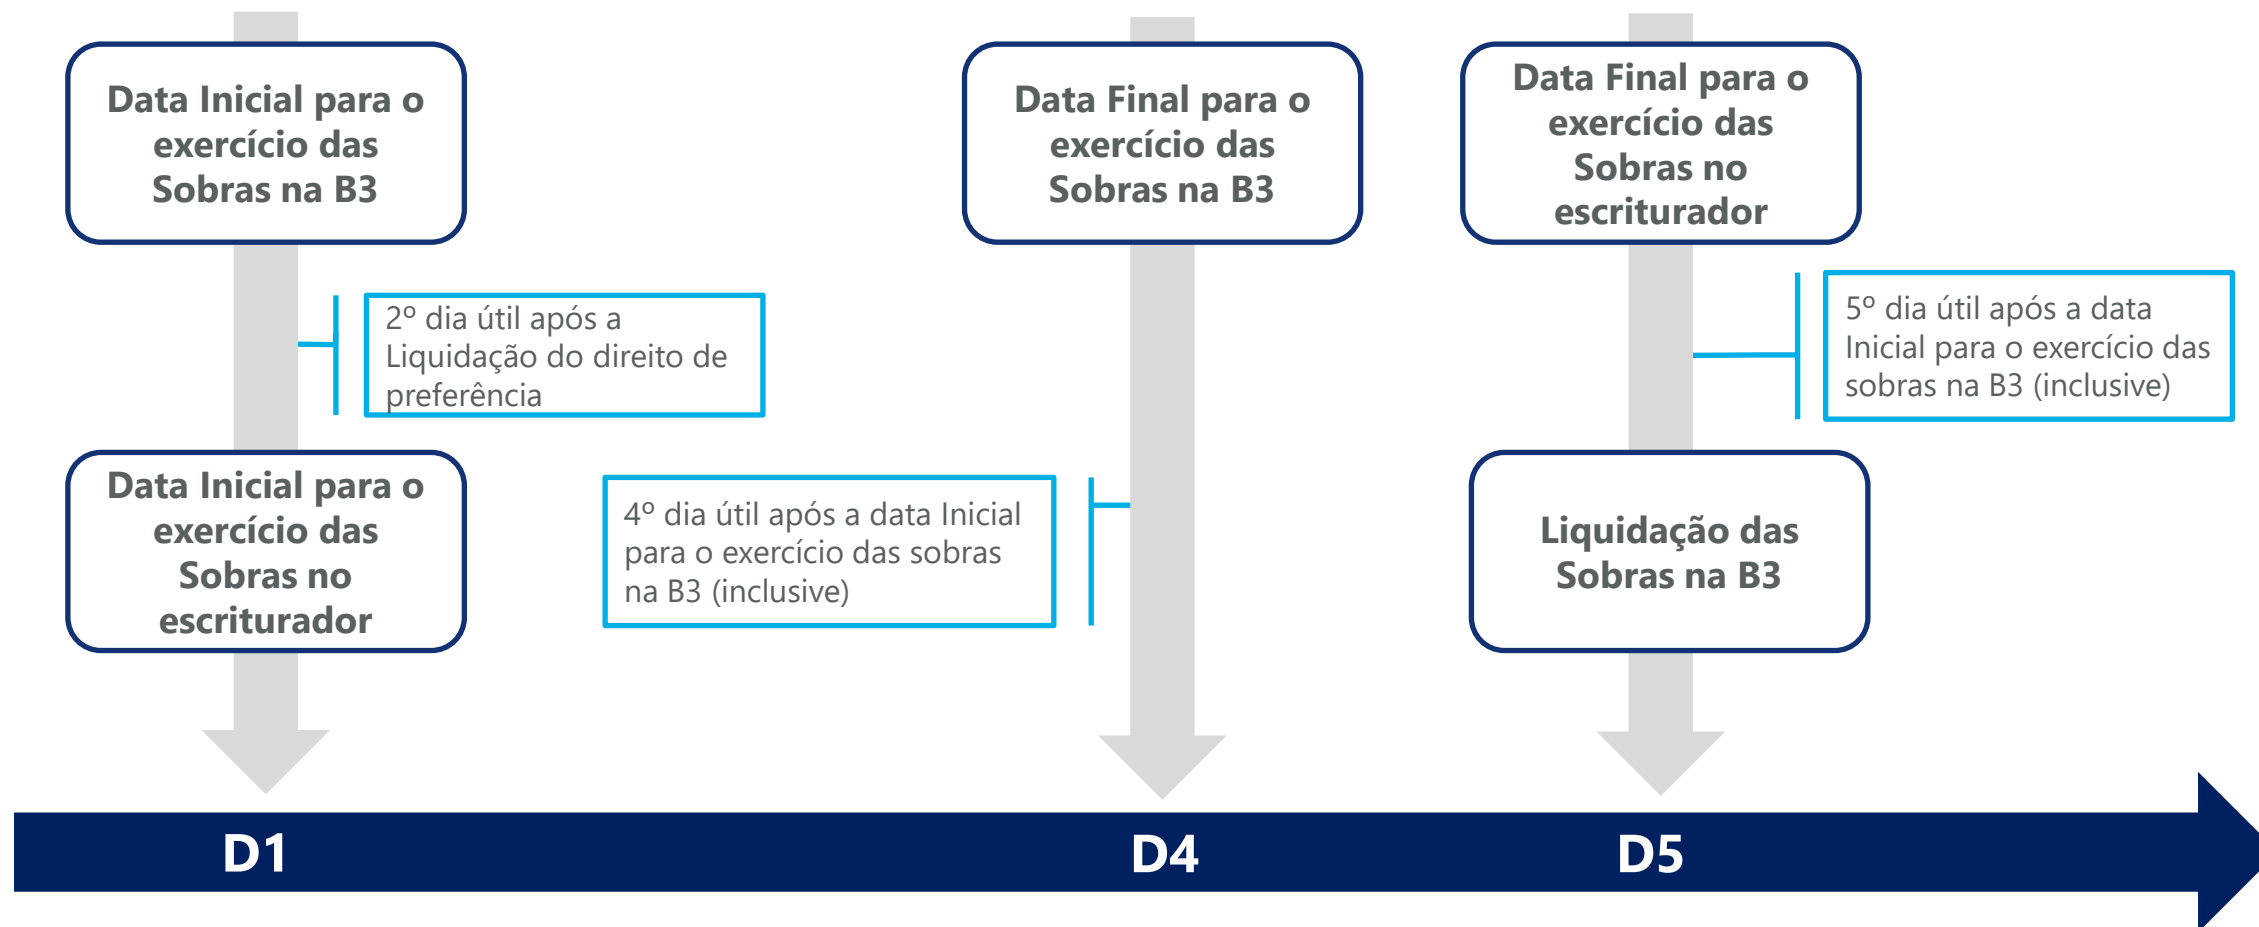 Data Inicial para o
exercício das
Sobras na B3
2º dia útil após a
Liquidação do direito de
preferência
Data Inicial para o
exercício das
Sobras no
escriturador
Data Final para o
exercício das
Sobras na B3
4º dia útil após a data Inicial
para o exercício das sobras
na B3 (inclusive)
Data Final para o
exercício das
Sobras no
escriturador
5º dia útil após a data
Inicial para o exercício das
sobras na B3 (inclusive)
Liquidação das
Sobras na B3
D1
D4
D5